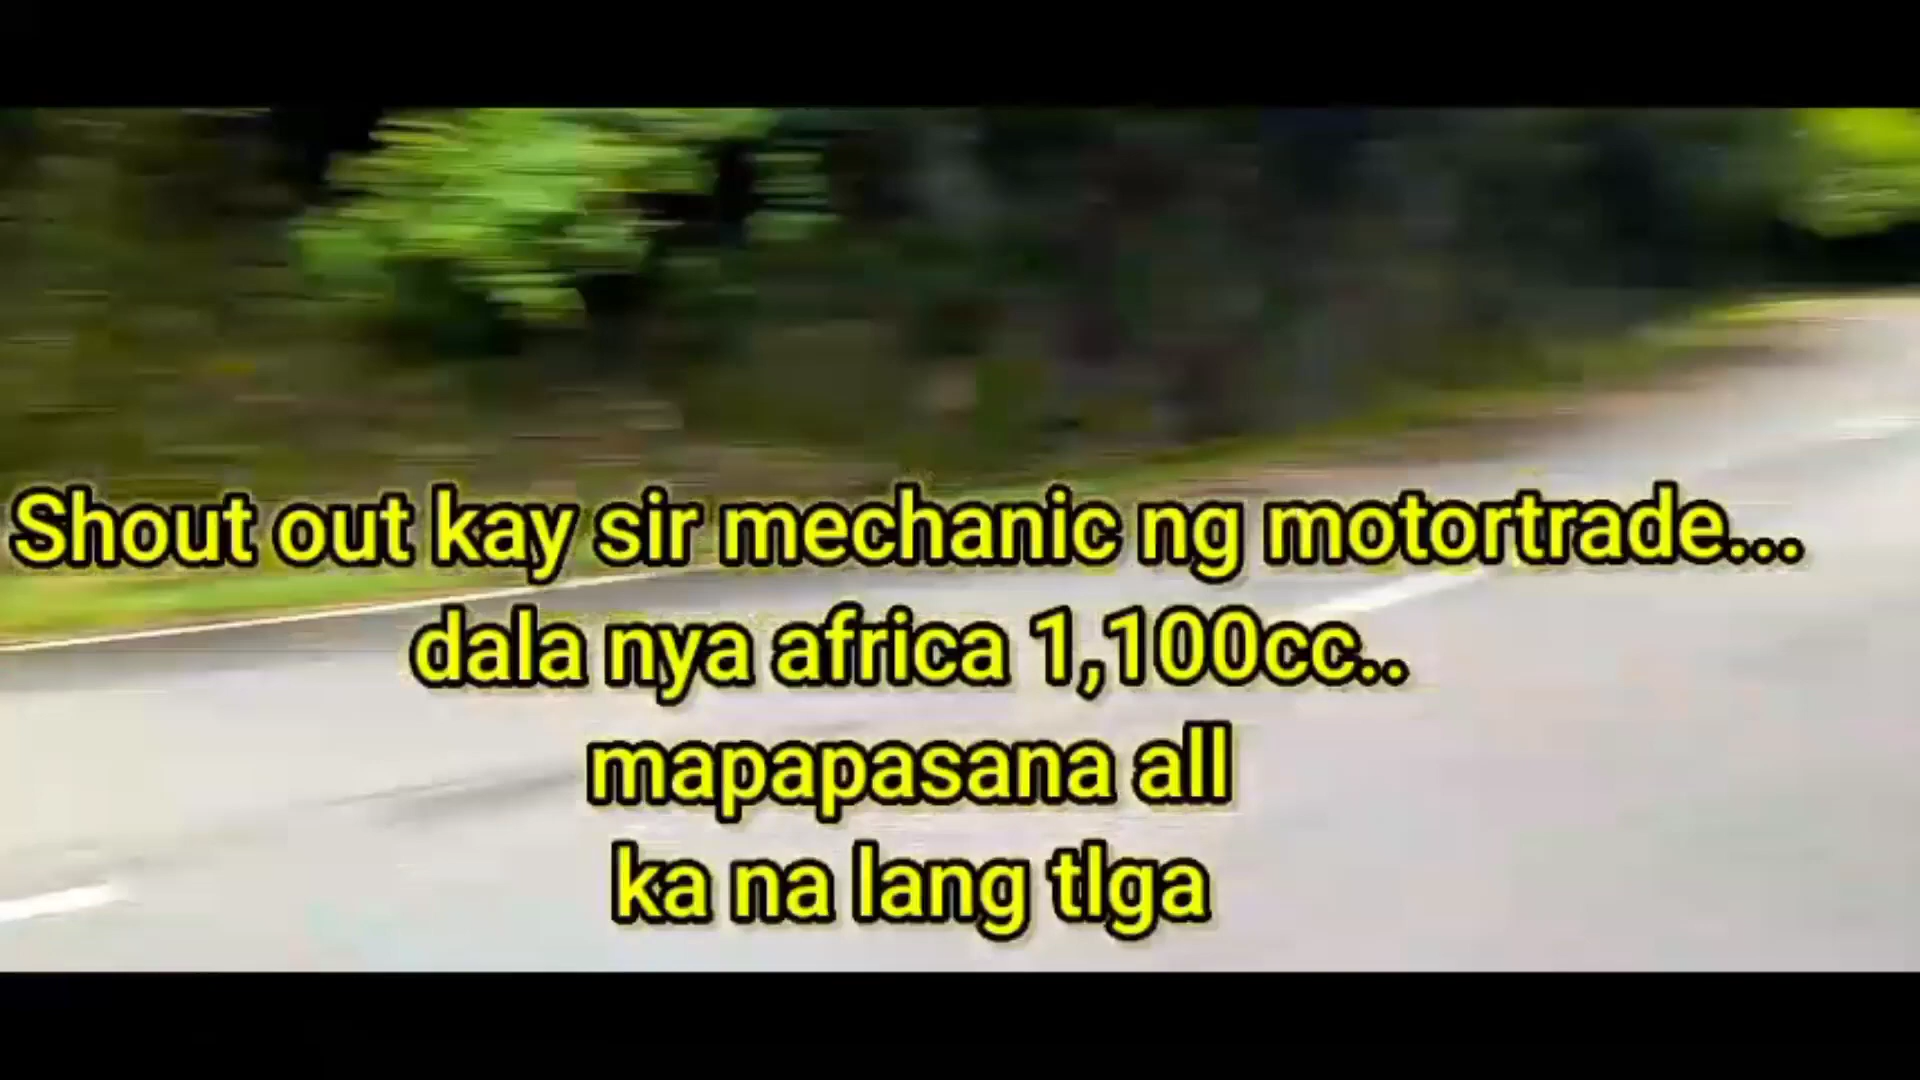 Shout out kay sir mechanic ng motortrade...
dala nya africa 1,100cc..
mapapasana all
ka na lang tlga